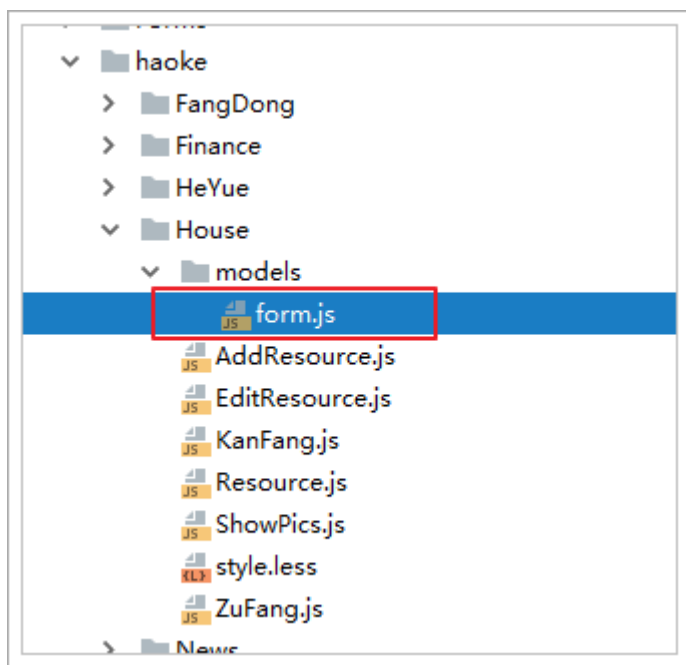 haoke
FangDong
Finance
HeYue
House
models
form.js
AddResource.js
EditResource.js
KanFang.js
Resource.js
ShowPics.js
style.less
ZuFang.js
News